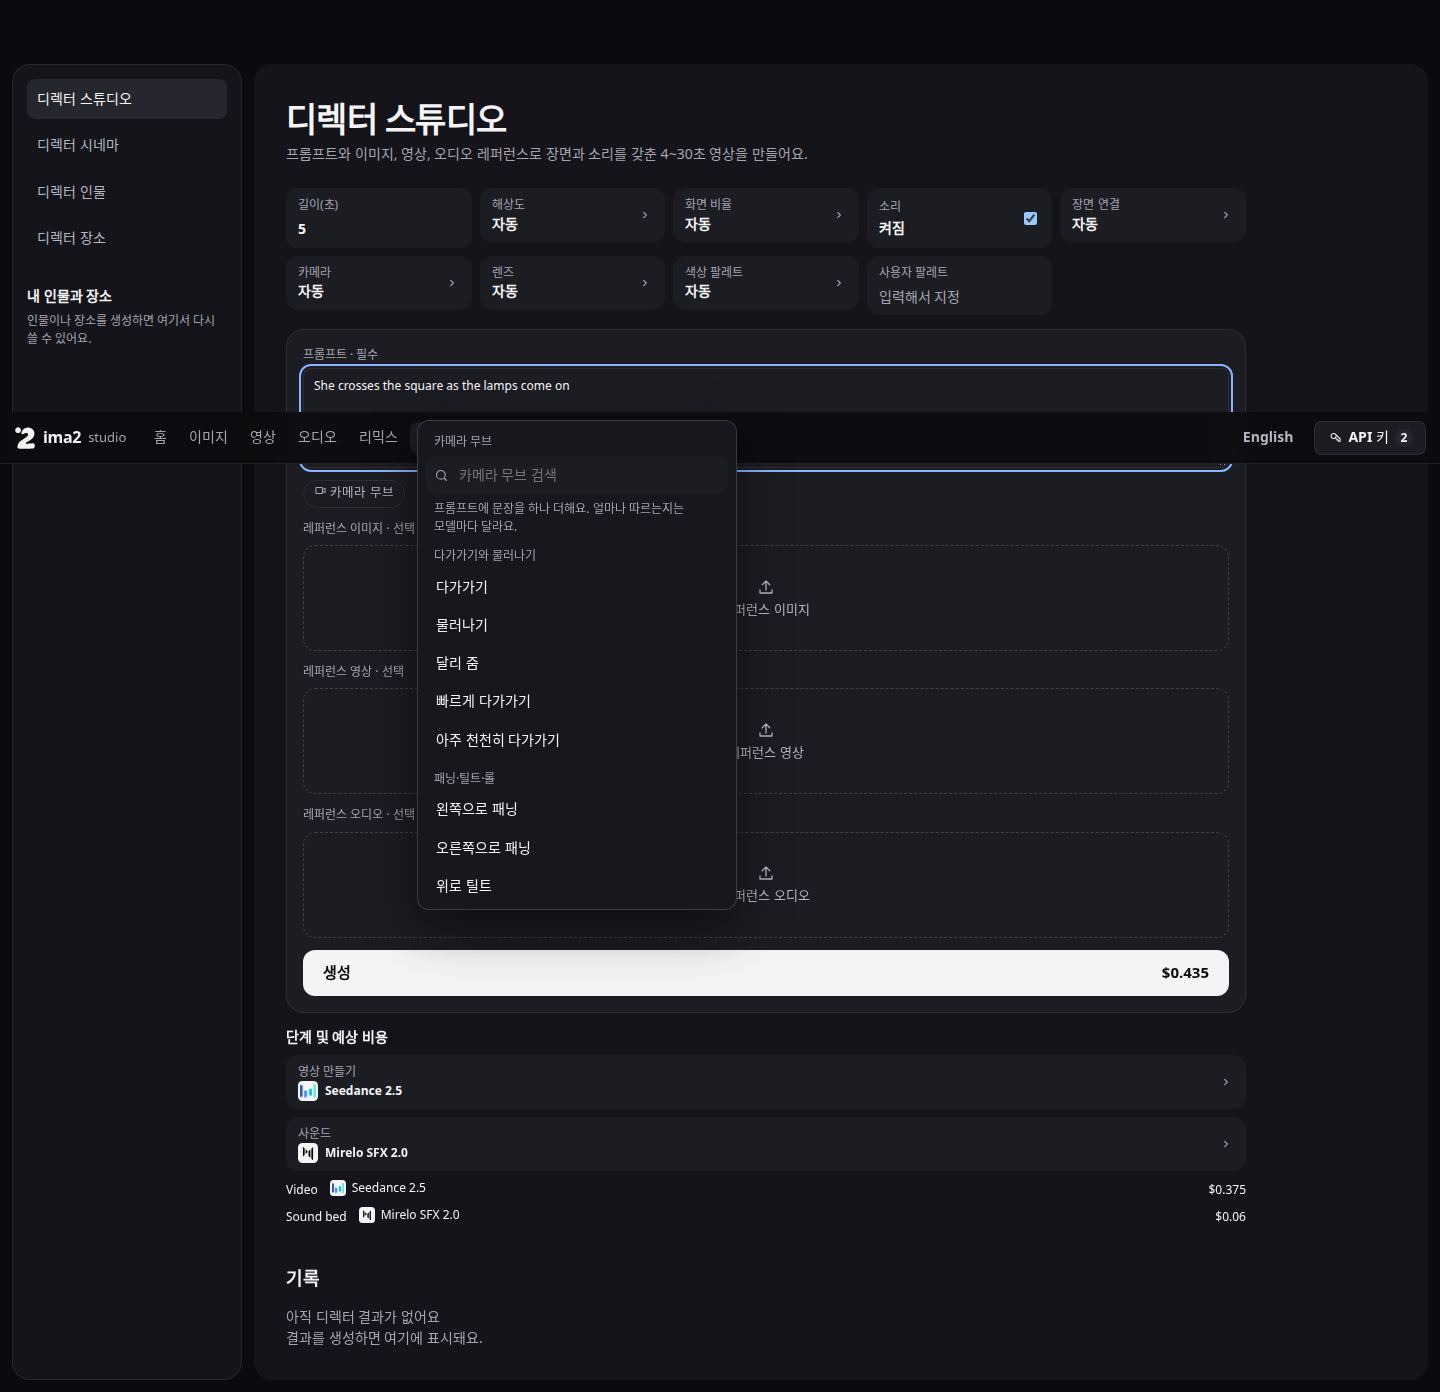 디렉터 스튜디오
디렉터 시네마
디렉터 인물
디렉터 장소
내 인물과 장소
인물이나 장소를 생성하면 여기서 다시
쓸 수 있어요.
디렉터 스튜디오
프롬프트와 이미지, 영상, 오디오 레퍼런스로 장면과 소리를 갖춘 4~30초 영상을 만들어요.
길이(초)
5
해상도
자동
화면 비율
자동
소리
켜짐
장면 연결
자동
카메라
자동
렌즈
자동
색상 팔레트
자동
사용자 팔레트
입력해서 지정
프롬프트 · 필수
She crosses the square as the lamps come on
ima2 studio 홈 이미지 영상 오디오 리믹스
English API 키 2
카메라 무브
카메라 무브 검색
프롬프트에 문장을 하나 더해요. 얼마나 따르는지는
모델마다 달라요.
다가가기와 물러나기
다가가기
물러나기
달리 줌
빠르게 다가가기
아주 천천히 다가가기
패닝·틸트·롤
왼쪽으로 패닝
오른쪽으로 패닝
위로 틸트
카메라 무브
레퍼런스 이미지 · 선택
이미지
레퍼런스 영상 · 선택
영상
레퍼런스 오디오 · 선택
오디오
생성 $0.435
단계 및 예상 비용
영상 만들기
Seedance 2.5
사운드
Mirelo SFX 2.0
Video Seedance 2.5 $0.375
Sound bed Mirelo SFX 2.0 $0.06
기록
아직 디렉터 결과가 없어요
결과를 생성하면 여기에 표시돼요.